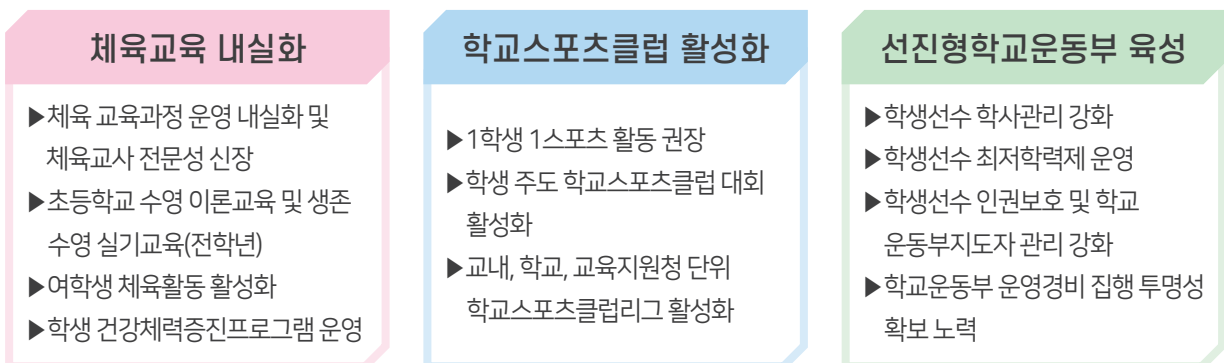 체육교육 내실화
▶체육 교육과정 운영 내실화 및
체육교사 전문성 신장
▶초등학교 수영 이론교육 및 생존
수영 실기교육(전학년)
▶여학생 체육활동 활성화
▶학생 건강체력증진프로그램 운영
학교스포츠클럽 활성화
▶1학생 1스포츠 활동 권장
▶학생 주도 학교스포츠클럽 대회
활성화
▶교내, 학교, 교육지원청 단위
학교스포츠클럽리그 활성화
선진형학교운동부 육성
▶학생선수 학사관리 강화
▶학생선수 최저학력제 운영
▶학생선수 인권보호 및 학교
운동부지도자 관리 강화
▶학교운동부 운영경비 집행 투명성
확보 노력